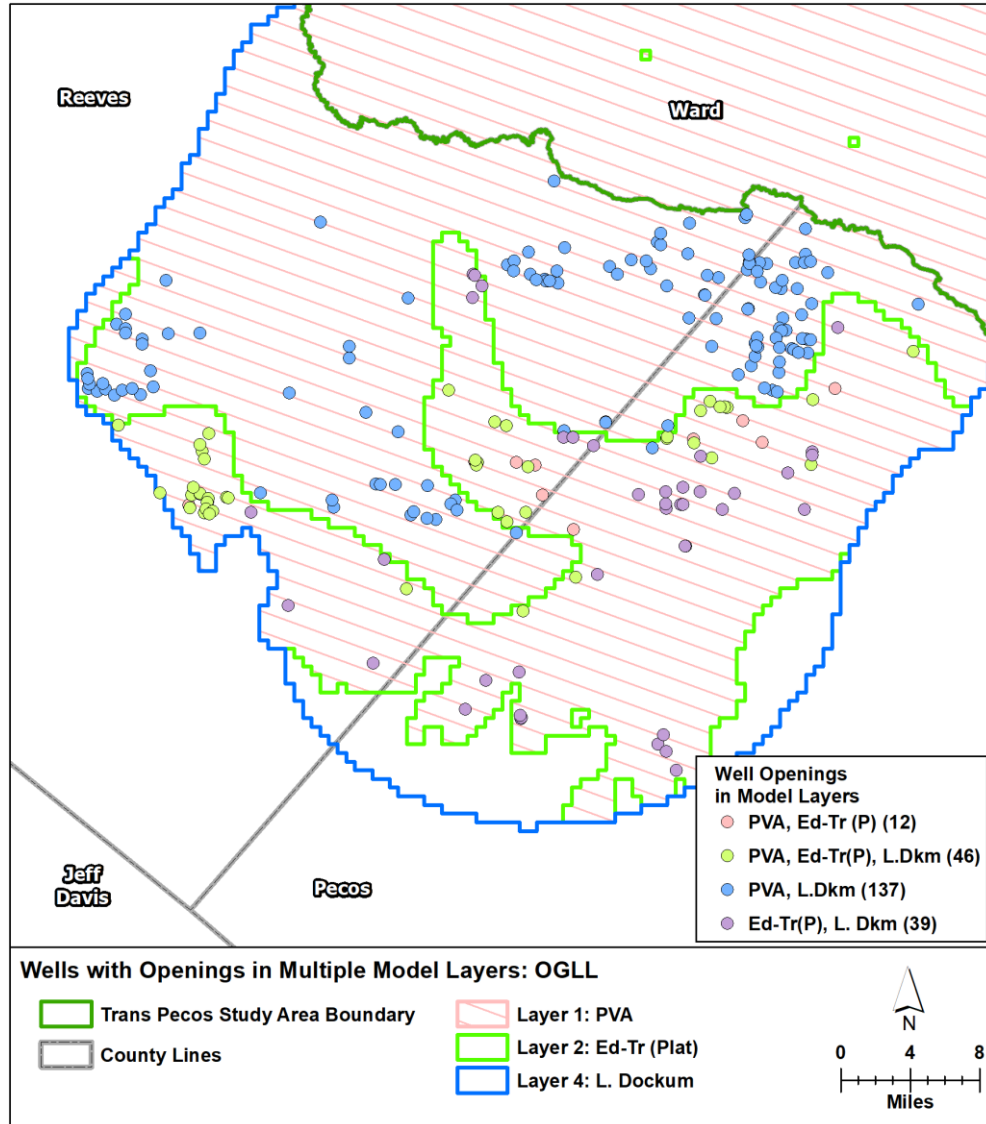 Reeves
Ward
Well Openings
in Model Layers
PVA, Ed-Tr (P) (12)
PVA, Ed-Tr(P), L.Dkm (46)
PVA, L.Dkm (137)
Ed-Tr(P), L. Dkm (39)
Jeff
Davis
Pecos
Wells with Openings in Multiple Model Layers: OGLL
Trans Pecos Study Area Boundary
County Lines
Layer 1: PVA
Layer 2: Ed-Tr (Plat)
Layer 4: L. Dockum
N
0 4 8
Miles